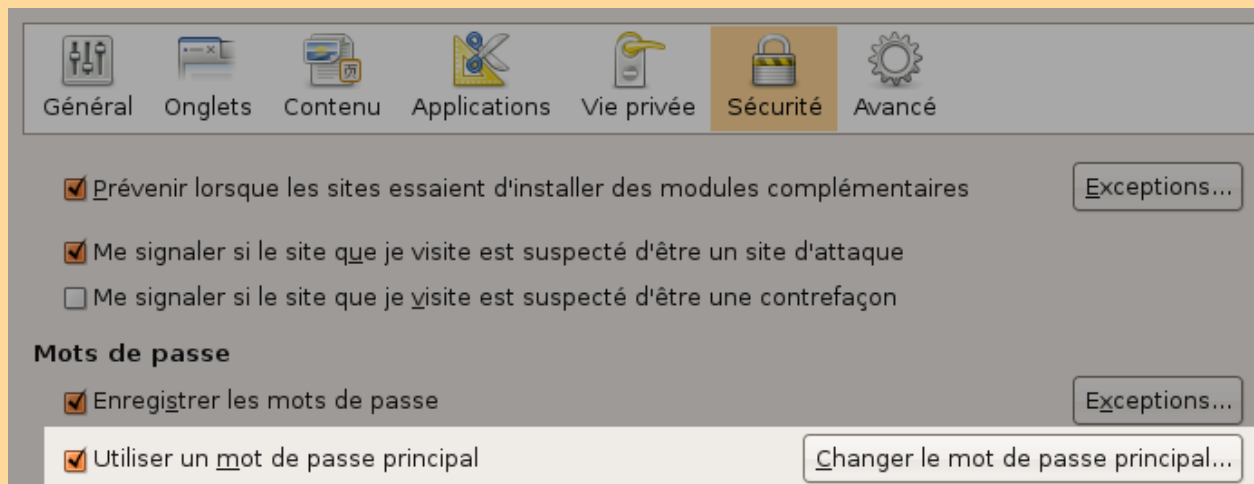 Général Onglets Contenu Applications Vie privée Sécurité Avancé
Prévenir lorsque les sites essaient d'installer des modules complémentaires Exceptions...
Me signaler si le site que je visite est suspecté d'être un site d'attaque
Me signaler si le site que je visite est suspecté d'être une contrefaçon
Mots de passe
Enregistrer les mots de passe Exceptions...
Utiliser un mot de passe principal Changer le mot de passe principal...